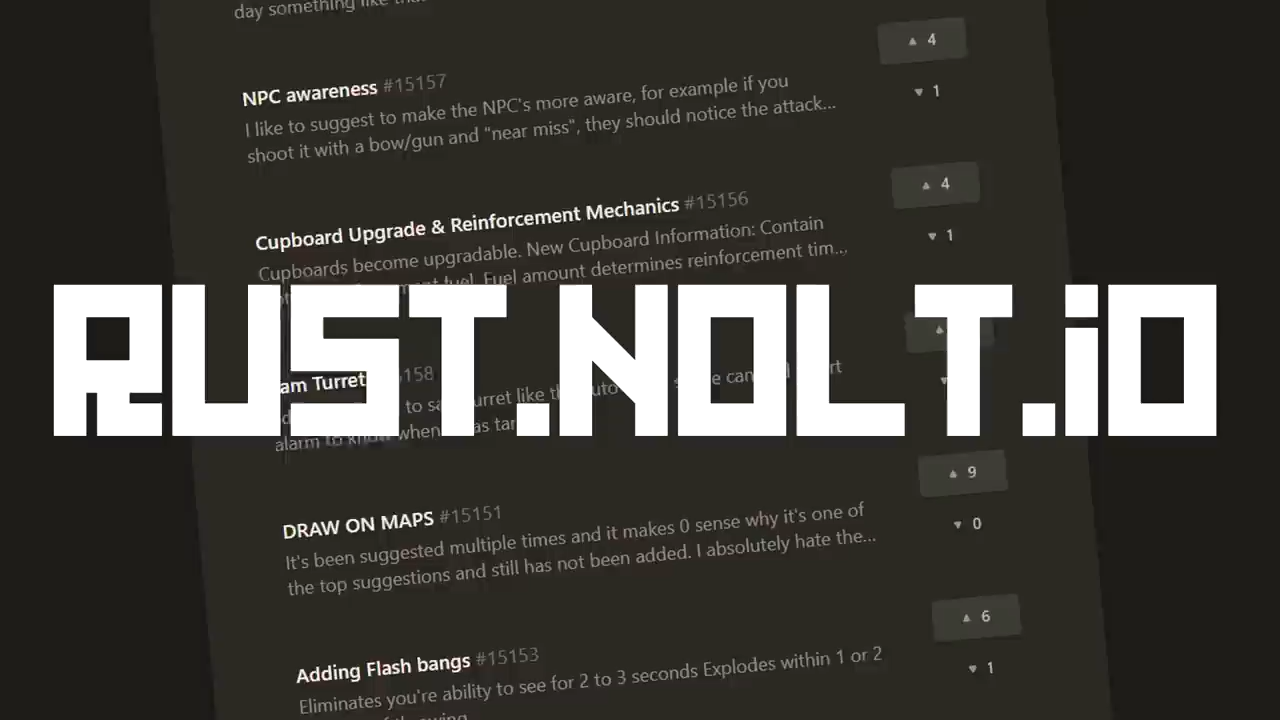 day something like that
▲ 4
NPC awareness #15157
▼ 1
I like to suggest to make the NPC's more aware, for example if you
shoot it with a bow/gun and "near miss", they should notice the attack...
▲ 4
Cupboard Upgrade & Reinforcement Mechanics #15156
▼ 1
Cupboards become upgradable. New Cupboard Information: Contain
fuel. Fuel amount determines reinforcement tim...
RUST.NOLT.iO
Turret
to
turret like
can
alarm to know when
DRAW ON MAPS #15151
▲ 9
▼ 0
It's been suggested multiple times and it makes 0 sense why it's one of
the top suggestions and still has not been added. I absolutely hate the...
▲ 6
Adding Flash bangs #15153
▼ 1
Eliminates you're ability to see for 2 to 3 seconds Explodes within 1 or 2